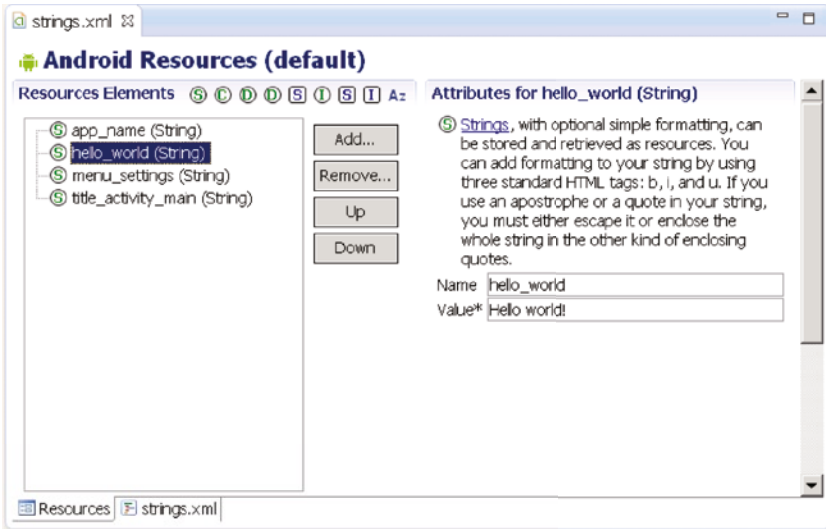 strings.xml
Android Resources (default)
Resources Elements S C D D S I S I Az
S app_name (String)
S hello_world (String)
S menu_settings (String)
S title_activity_main (String)
Add...
Remove...
Up
Down
Attributes for hello_world (String)
S Strings, with optional simple formatting, can
be stored and retrieved as resources. You
can add formatting to your string by using
three standard HTML tags: b, i, and u. If you
use an apostrophe or a quote in your string,
you must either escape it or enclose the
whole string in the other kind of enclosing
quotes.
Name hello_world
Value* Hello world!
Resources strings.xml